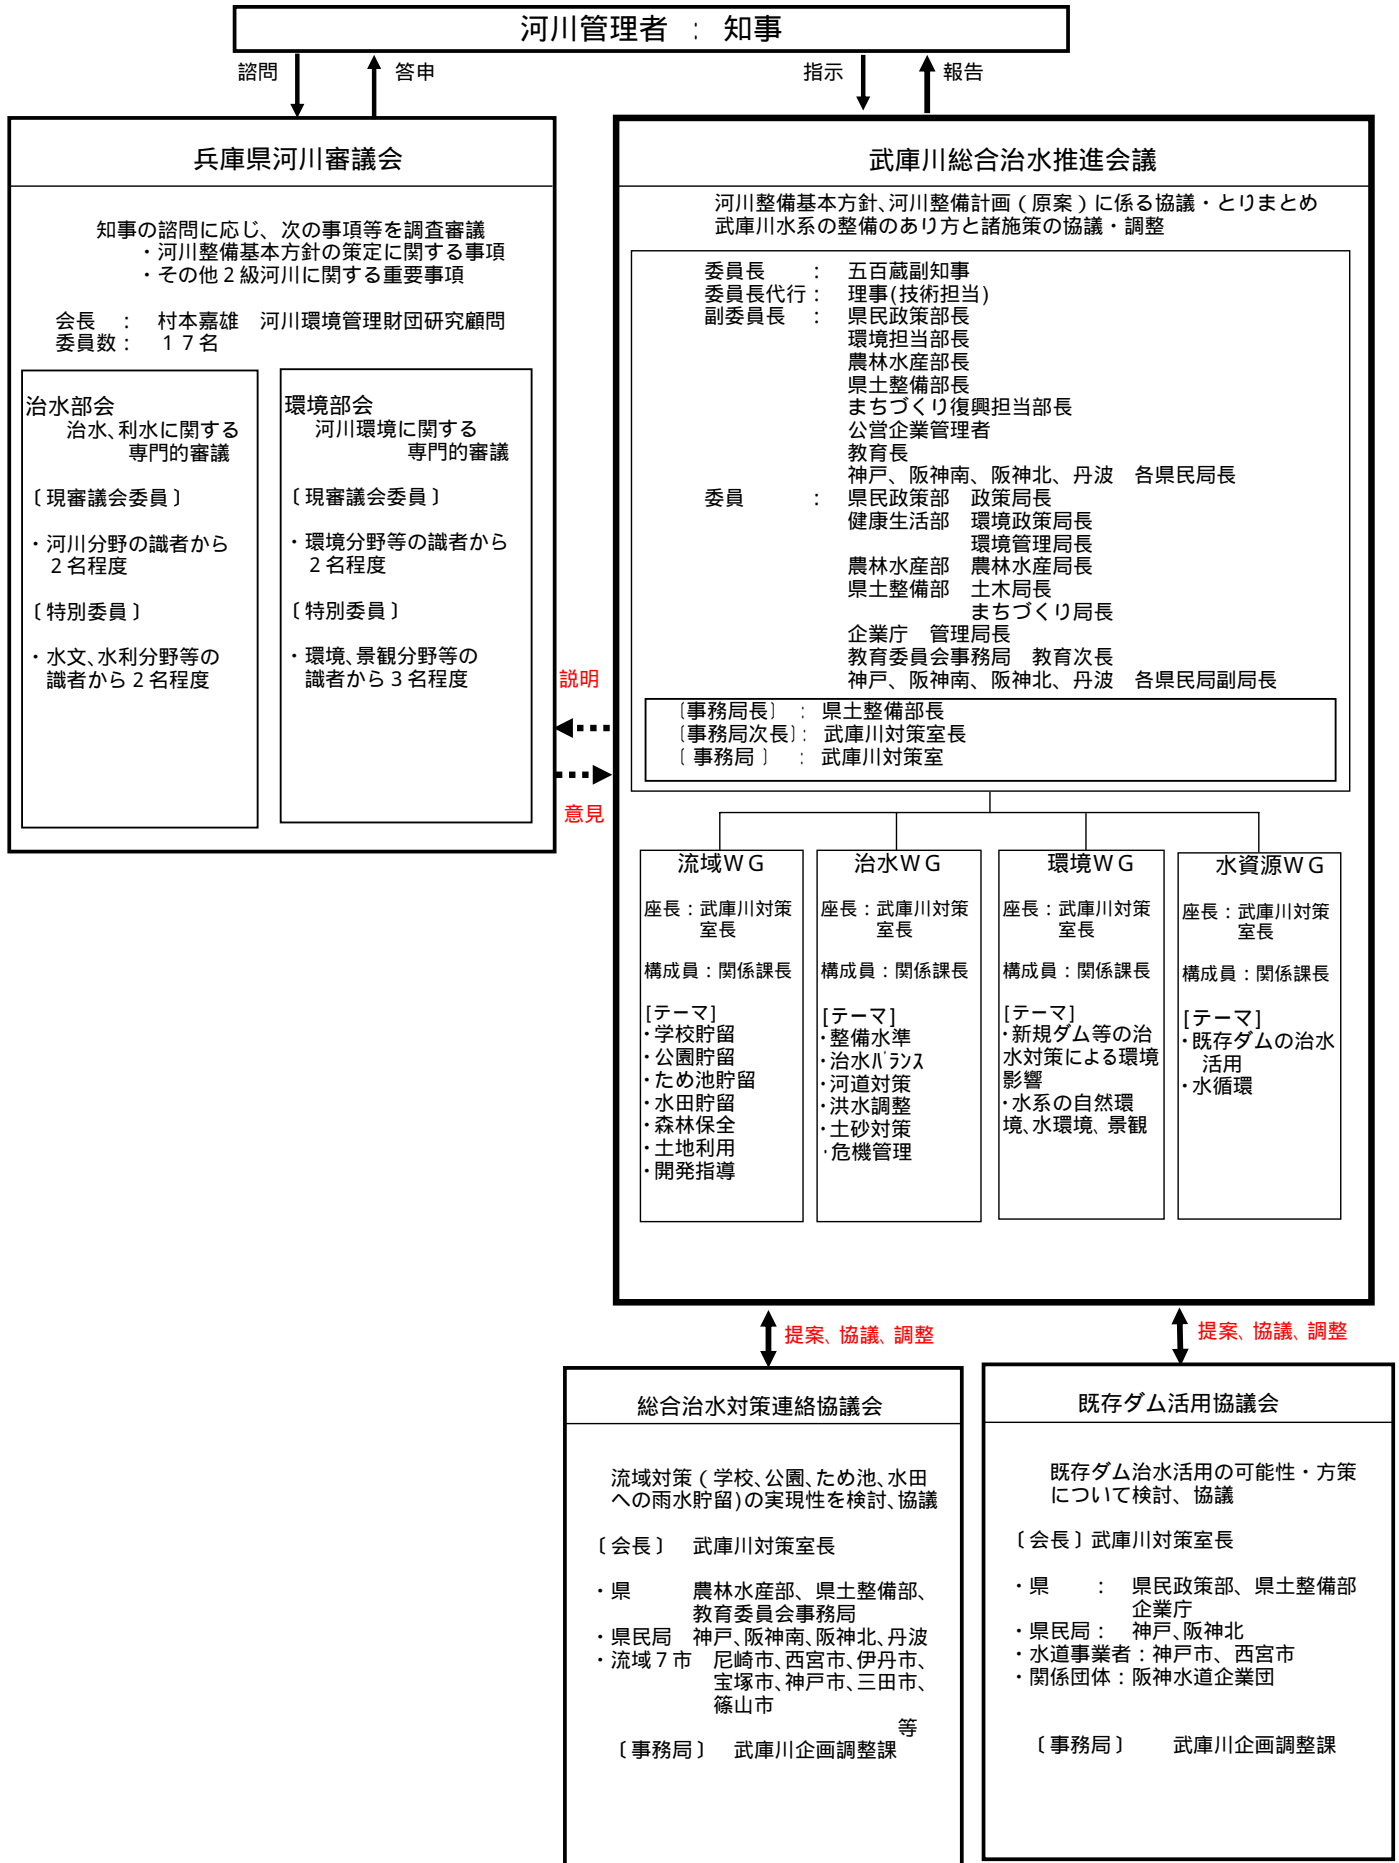 河川管理者 : 知事
諮問
答申
指示
報告
兵庫県河川審議会
知事の諮問に応じ、次の事項等を調査審議
・河川整備基本方針の策定に関する事項
・その他2級河川に関する重要事項
会長 : 村本嘉雄 河川環境管理財団研究顧問
委員数: 17名
治水部会
治水、利水に関する
専門的審議
〔現審議会委員〕
・河川分野の識者から
2名程度
〔特別委員〕
・水文、水利分野等の
識者から2名程度
環境部会
河川環境に関する
専門的審議
〔現審議会委員〕
・環境分野等の識者から
2名程度
〔特別委員〕
・環境、景観分野等の
識者から3名程度
説明
意見
武庫川総合治水推進会議
河川整備基本方針、河川整備計画(原案)に係る協議・とりまとめ
武庫川水系の整備のあり方と諸施策の協議・調整
委員長 : 五百蔵副知事
委員長代行: 理事(技術担当)
副委員長 : 県民政策部長
環境担当部長
農林水産部長
県土整備部長
まちづくり復興担当部長
公営企業管理者
教育長
神戸、阪神南、阪神北、丹波 各県民局長
委員 : 県民政策部 政策局長
健康生活部 環境政策局長
環境管理局長
農林水産部 農林水産局長
県土整備部 土木局長
まちづくり局長
企業庁 管理局長
教育委員会事務局 教育次長
神戸、阪神南、阪神北、丹波 各県民局副局長
〔事務局長〕 : 県土整備部長
〔事務局次長〕: 武庫川対策室長
〔事務局〕 : 武庫川対策室
流域WG
座長:武庫川対策
室長
構成員:関係課長
[テーマ]
・学校貯留
・公園貯留
・ため池貯留
・水田貯留
・森林保全
・土地利用
・開発指導
治水WG
座長:武庫川対策
室長
構成員:関係課長
[テーマ]
・整備水準
・治水バランス
・河道対策
・洪水調整
・土砂対策
・危機管理
環境WG
座長:武庫川対策
室長
構成員:関係課長
[テーマ]
・新規ダム等の治
水対策による環境
影響
・水系の自然環
境、水環境、景観
水資源WG
座長:武庫川対策
室長
構成員:関係課長
[テーマ]
・既存ダムの治水
活用
・水循環
提案、協議、調整
提案、協議、調整
総合治水対策連絡協議会
流域対策(学校、公園、ため池、水田
への雨水貯留)の実現性を検討、協議
〔会長〕 武庫川対策室長
・県 農林水産部、県土整備部、
教育委員会事務局
・県民局 神戸、阪神南、阪神北、丹波
・流域7市 尼崎市、西宮市、伊丹市、
宝塚市、神戸市、三田市、
篠山市
等
〔事務局〕 武庫川企画調整課
既存ダム活用協議会
既存ダム治水活用の可能性・方策
について検討、協議
〔会長〕武庫川対策室長
・県 : 県民政策部、県土整備部
企業庁
・県民局: 神戸、阪神北
・水道事業者:神戸市、西宮市
・関係団体:阪神水道企業団
〔事務局〕 武庫川企画調整課